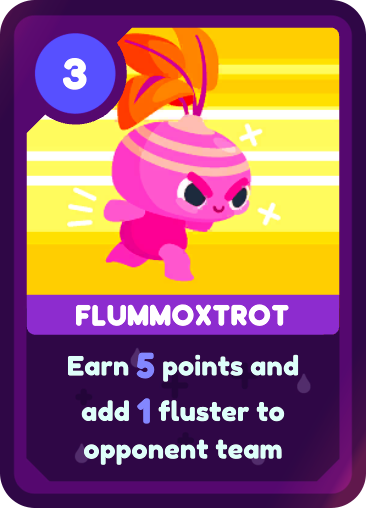 3
FLUMMOXTROT
Earn 5 points and
add 1 fluster to
opponent team